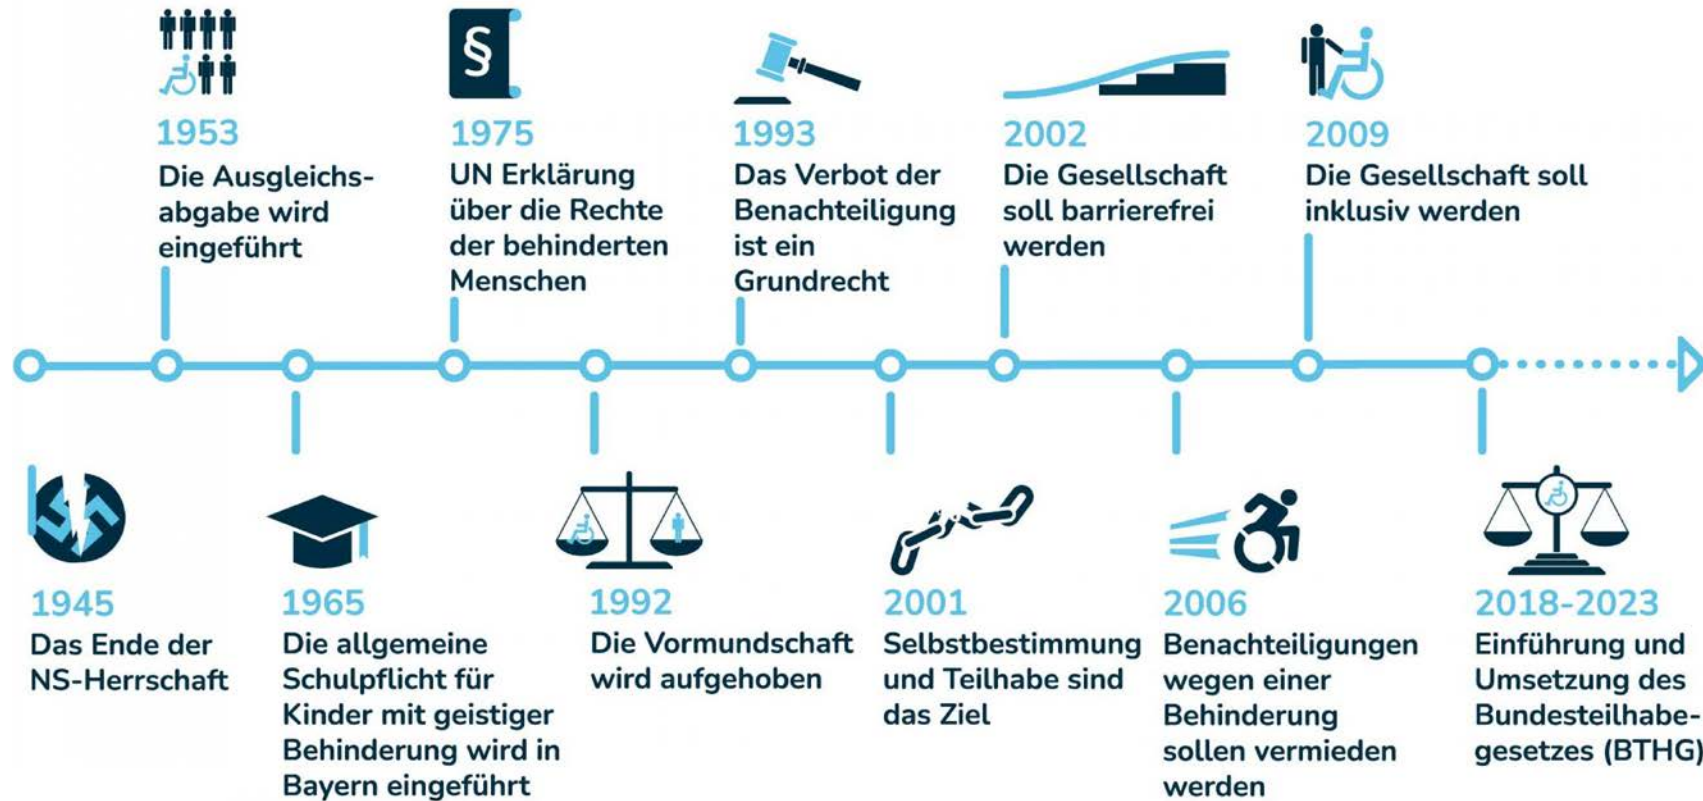 §
1953
Die Ausgleichs-
abgabe wird
eingeführt
1975
UN Erklärung
über die Rechte
der behinderten
Menschen
1993
Das Verbot der
Benachteiligung
ist ein
Grundrecht
2002
Die Gesellschaft
soll barrierefrei
werden
2009
Die Gesellschaft soll
inklusiv werden
1945
Das Ende der
NS-Herrschaft
1965
Die allgemeine
Schulpflicht für
Kinder mit geistiger
Behinderung wird in
Bayern eingeführt
1992
Die Vormundschaft
wird aufgehoben
2001
Selbstbestimmung
und Teilhabe sind
das Ziel
2006
Benachteiligungen
wegen einer
Behinderung
sollen vermieden
werden
2018-2023
Einführung und
Umsetzung des
Bundesteilhabe-
gesetzes (BTHG)